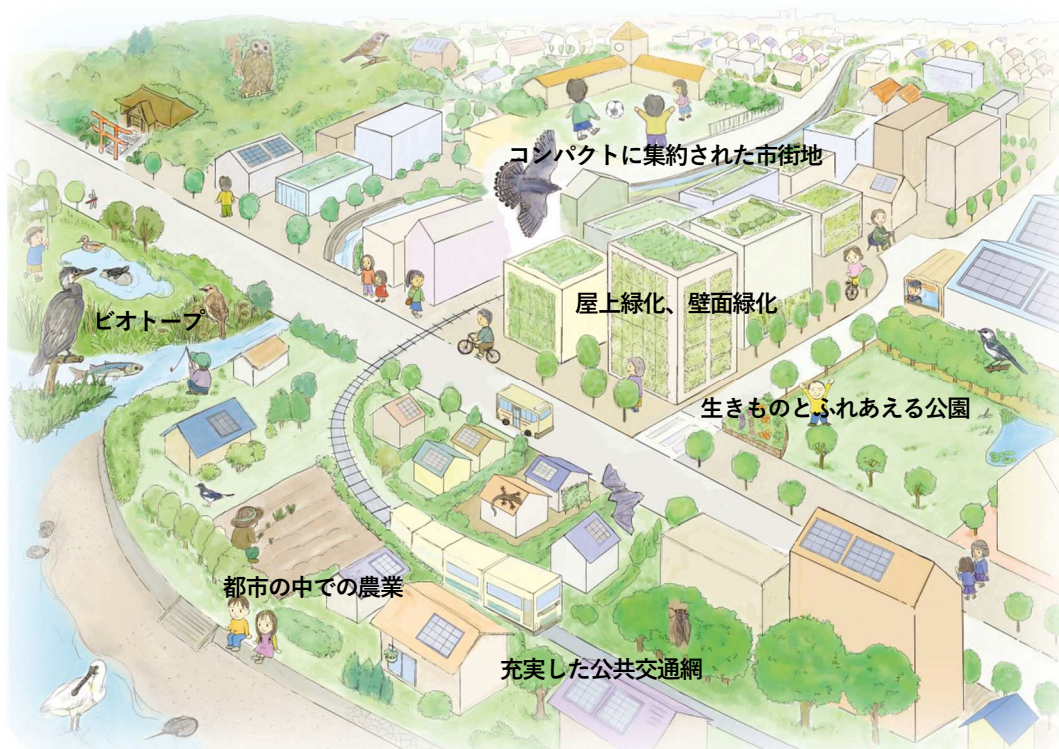 コンパクトに集約された市街地
屋上緑化、壁面緑化
ビオトープ
生きものとふれあえる公園
都市の中での農業
充実した公共交通網